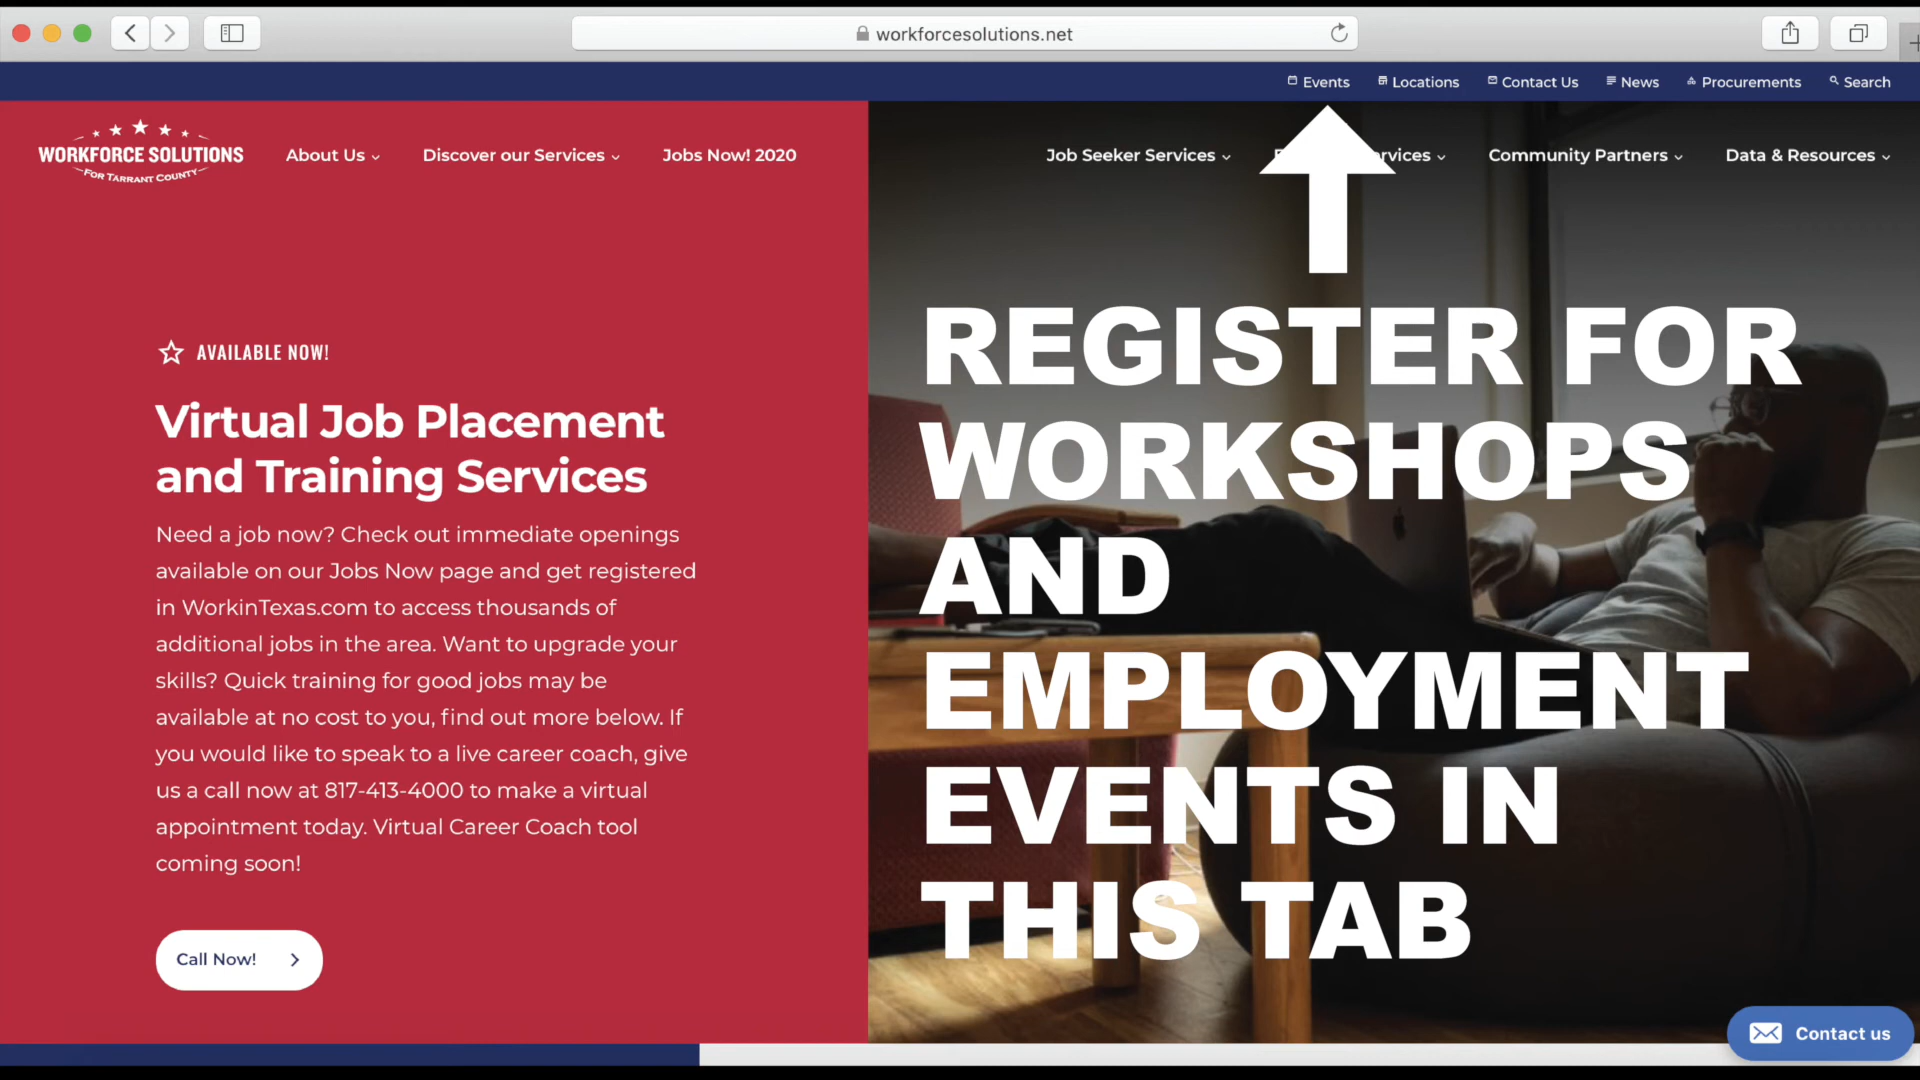 workforcesolutions.net
Events Locations Contact Us News Procurements Search
WORKFORCE SOLUTIONS
FOR TARRANT COUNTY
About Us Discover our Services Jobs Now! 2020
Job Seeker Services Community Partners Data & Resources
AVAILABLE NOW!
Virtual Job Placement
and Training Services
Need a job now? Check out immediate openings
available on our Jobs Now page and get registered
in WorkinTexas.com to access thousands of
additional jobs in the area. Want to upgrade your
skills? Quick training for good jobs may be
available at no cost to you, find out more below. If
you would like to speak to a live career coach, give
us a call now at 817-413-4000 to make a virtual
appointment today. Virtual Career Coach tool
coming soon!
Call Now!
REGISTER FOR
WORKSHOPS
AND
EMPLOYMENT
EVENTS IN
THIS TAB
Contact us